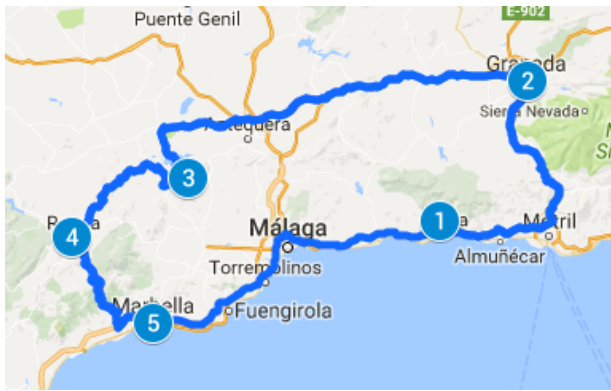 E-902
Puente Genil
Granada
2
Sierra Nevada
Antequera
3
1
4
Málaga
Motril
Almuñécar
Torremolinos
Marbella
5
Fuengirola